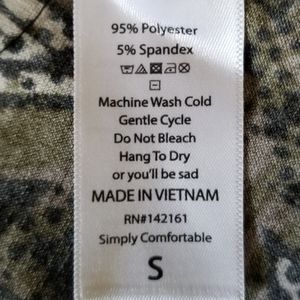 95% Polyester
5% Spandex
Machine Wash Cold
Gentle Cycle
Do Not Bleach
Hang To Dry
or you'll be sad
MADE IN VIETNAM
RN#142161
Simply Comfortable
S